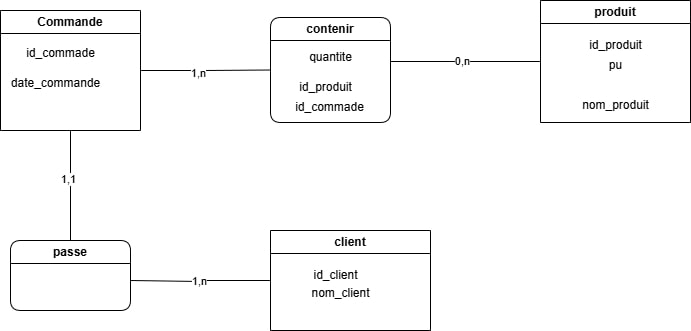 Commande
id_commade
date_commande
1,n
contenir
quantite
id_produit
id_commade
0,n
produit
id_produit
pu
nom_produit
1,1
passe
1,n
client
id_client
nom_client